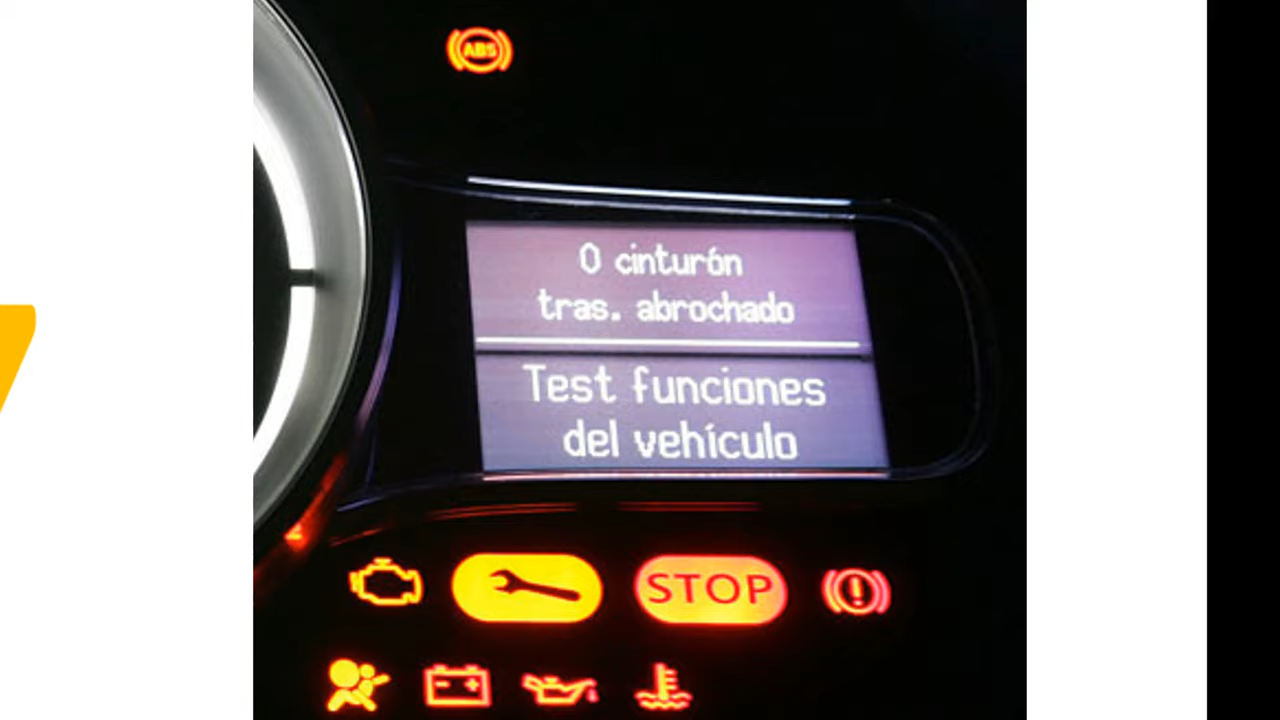 ABS
0 cinturón
tras. abrochado
Test funciones
del vehículo
STOP